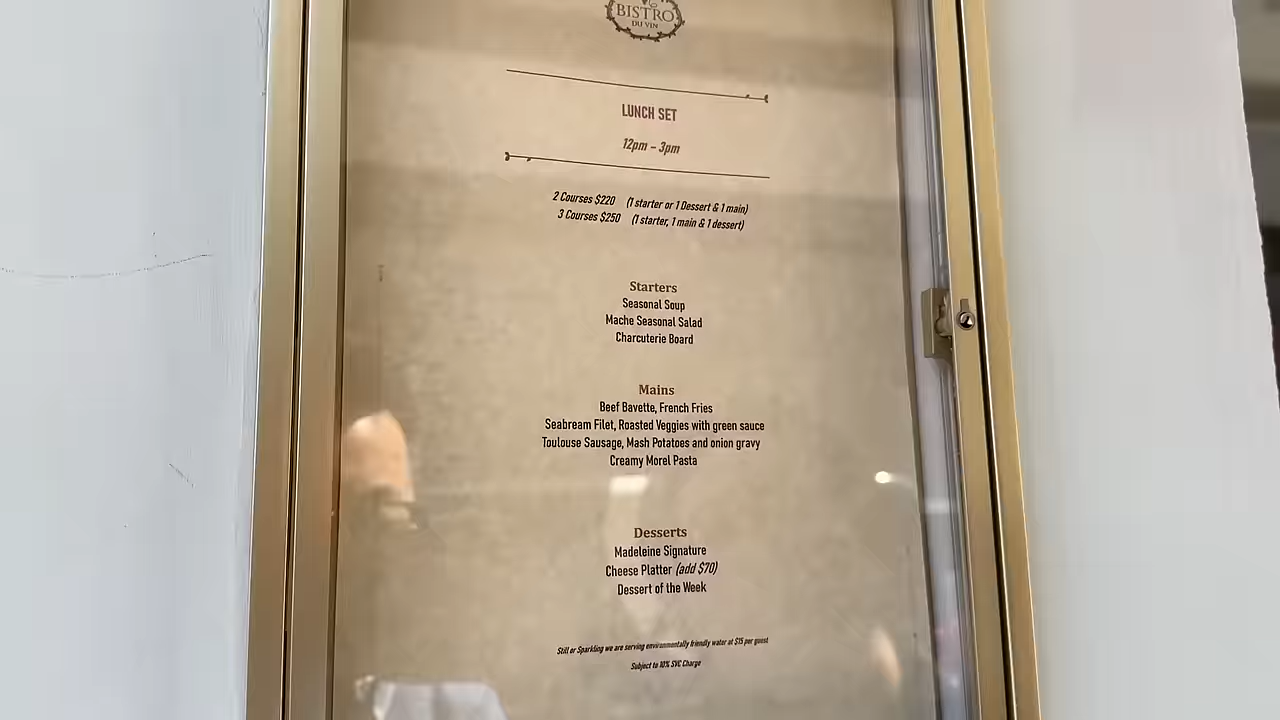 BISTRO
DU VIN
LUNCH SET
12pm – 3pm
2 Courses $220 (1 starter or 1 Dessert & 1 main)
3 Courses $250 (1 starter, 1 main & 1 dessert)
Starters
Seasonal Soup
Mache Seasonal Salad
Charcuterie Board
Mains
Beef Bavette, French Fries
Seabream Filet, Roasted Veggies with green sauce
Toulouse Sausage, Mash Potatoes and onion gravy
Creamy Morel Pasta
Desserts
Madeleine Signature
Cheese Platter (add $70)
Dessert of the Week
Still or Sparkling we are serving environmentally friendly water at $15 per guest
Subject to 10% SVC Charge